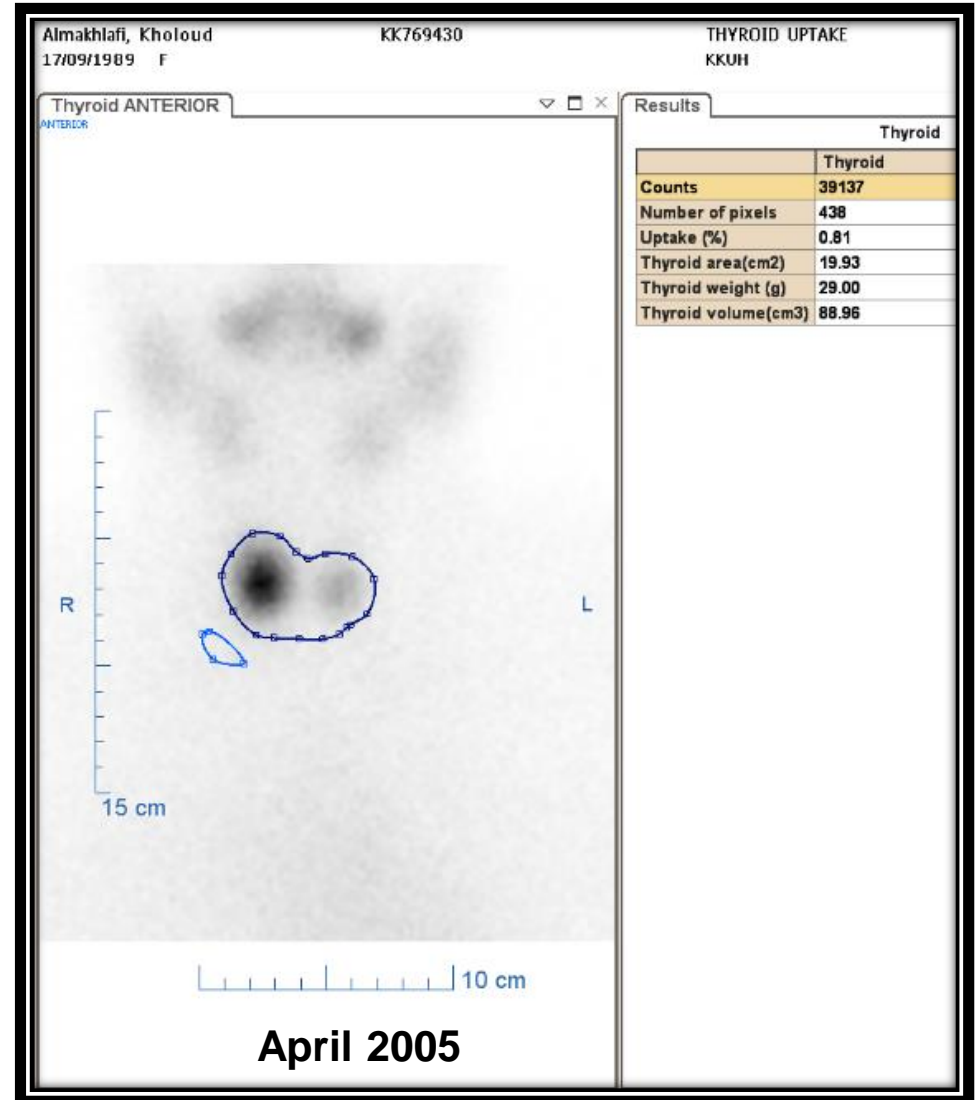 Almakhlafi, Kholoud KK769430 THYROID UPTAKE
17/09/1989 F KKUH
Thyroid ANTERIOR
ANTERIOR
R
L
15 cm
10 cm
April 2005
Results
Thyroid
Thyroid
Counts 39137
Number of pixels 438
Uptake (%) 0.81
Thyroid area(cm2) 19.93
Thyroid weight (g) 29.00
Thyroid volume(cm3) 88.96